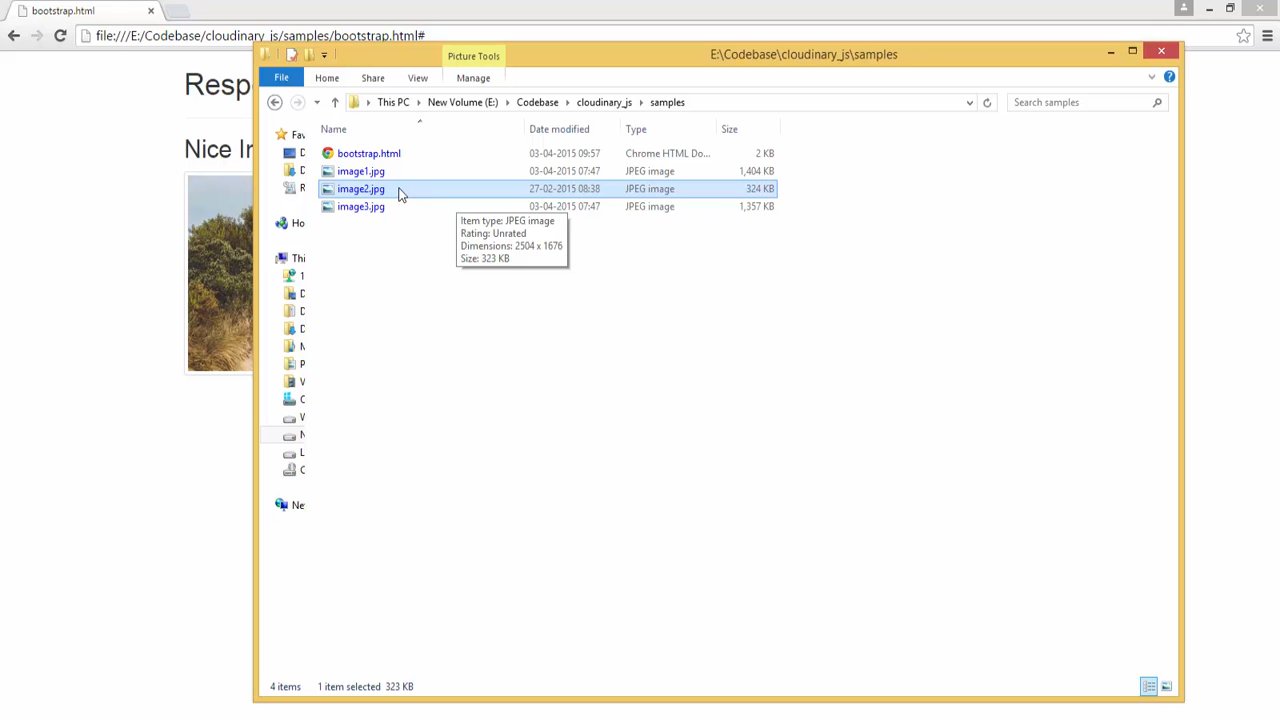 bootstrap.html
file:///E:/Codebase/cloudinary_js/samples/bootstrap.html#
Picture Tools
E:\Codebase\cloudinary_js\samples
File Home Share View Manage
This PC New Volume (E:) Codebase cloudinary_js samples
Search samples
Resp
Nice I
Name Date modified Type Size
Fav
bootstrap.html 03-04-2015 09:57 Chrome HTML Do... 2 KB
D
image1.jpg 03-04-2015 07:47 JPEG image 1,404 KB
D
image2.jpg 27-02-2015 08:38 JPEG image 324 KB
R
image3.jpg 03-04-2015 07:47 JPEG image 1,357 KB
Item type: JPEG image
Rating: Unrated
Dimensions: 2504 x 1676
Size: 323 KB
Ho
Thi
1
D
D
D
M
P
V
C
W
N
L
C
Ne
4 items 1 item selected 323 KB